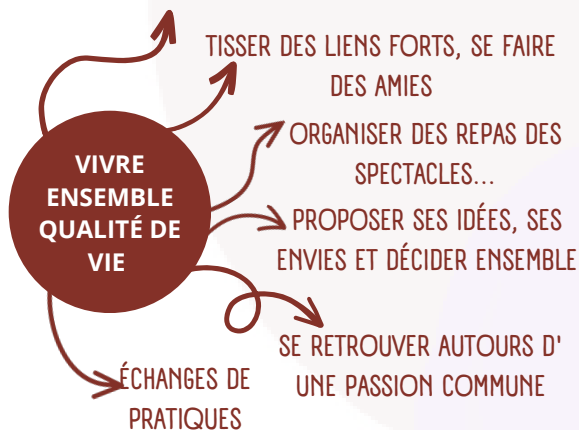 TISSER DES LIENS FORTS, SE FAIRE
DES AMIES
ORGANISER DES REPAS DES
SPECTACLES...
VIVRE
ENSEMBLE
QUALITÉ DE
VIE
PROPOSER SES IDÉES, SES
ENVIES ET DÉCIDER ENSEMBLE
SE RETROUVER AUTOURS D'
UNE PASSION COMMUNE
ÉCHANGES DE
PRATIQUES